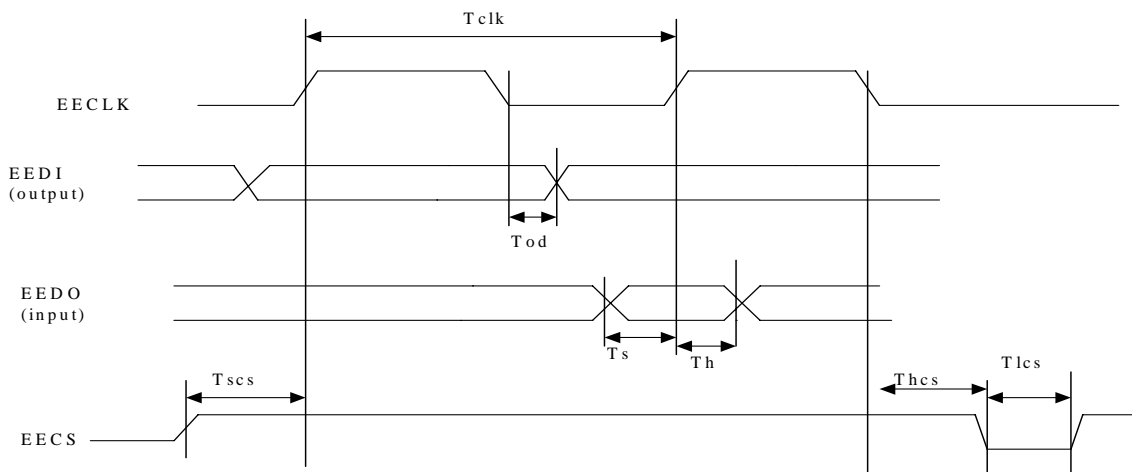 Tclk
EECLK
EEDI
(output)
Tod
EEDO
(input)
Ts
Th
Tscs
Thcs
Tlcs
EECS